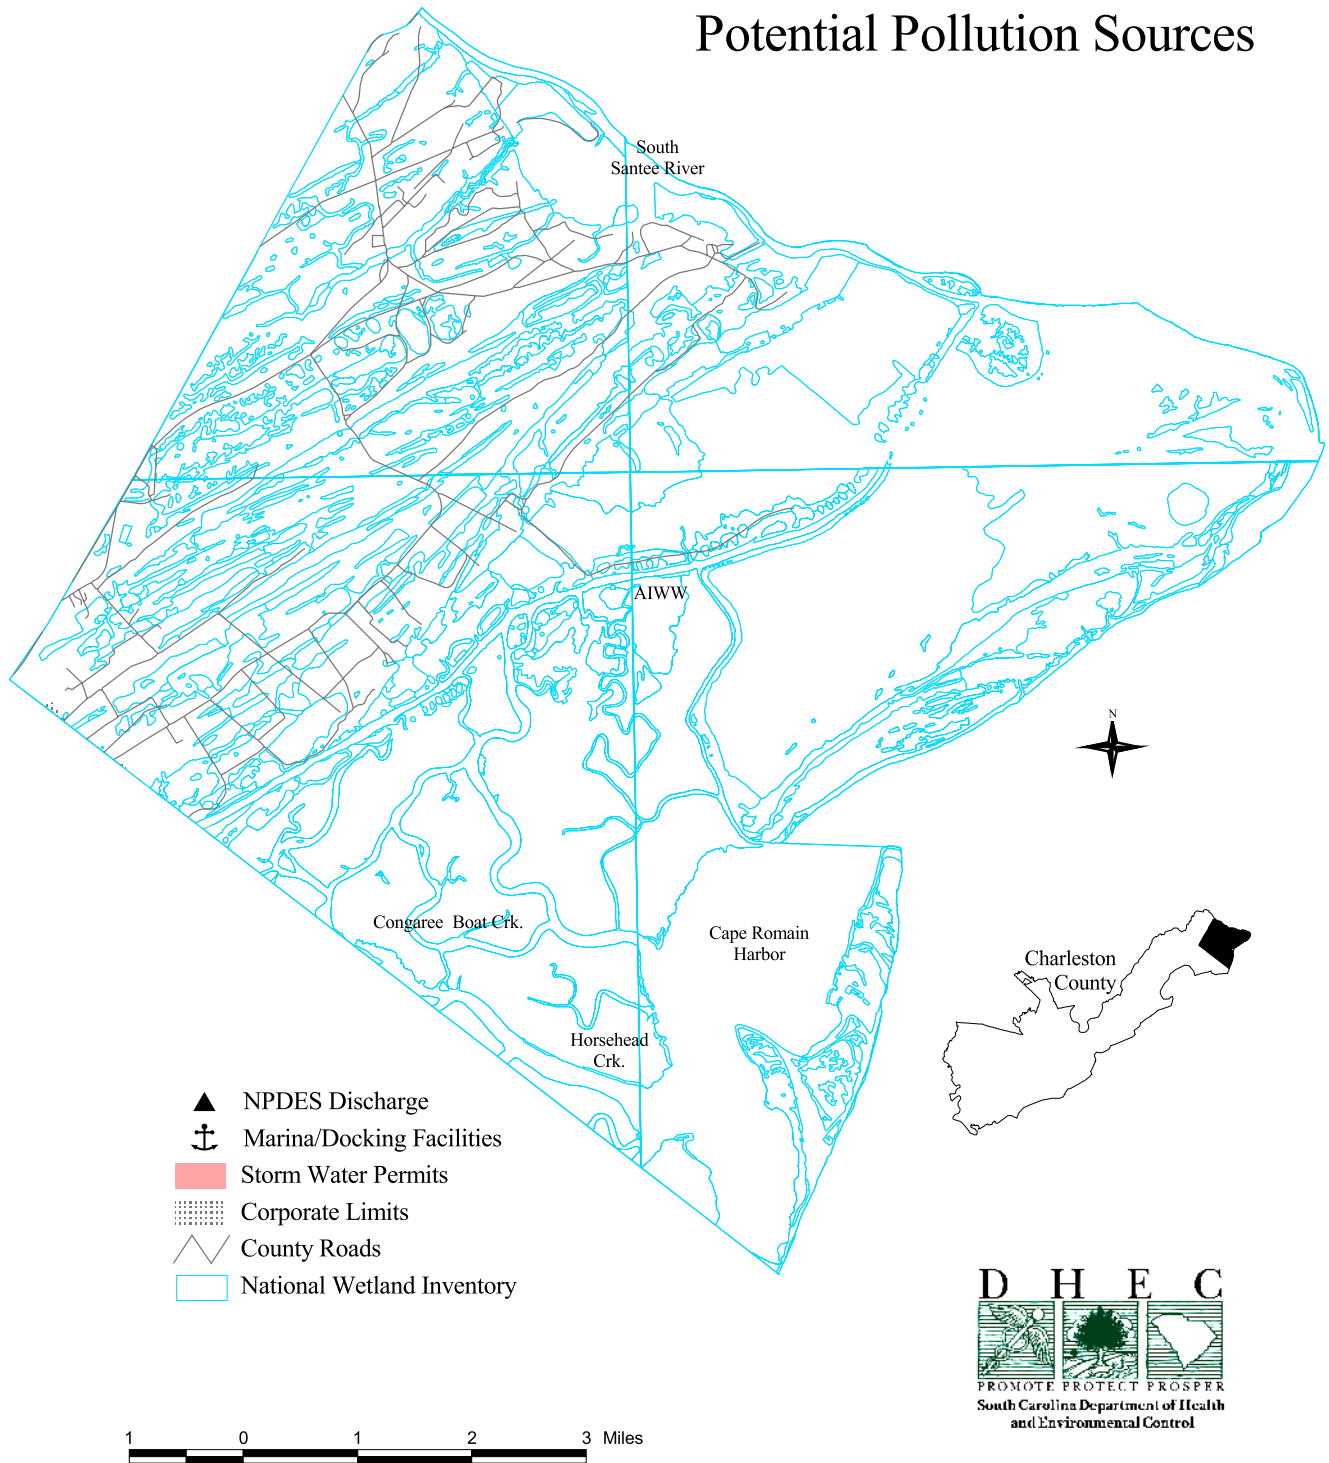 Potential Pollution Sources
South
Santee River
AIWW
N
Congaree Boat Crk.
Cape Romain
Harbor
Charleston
County
Horsehead
Crk.
NPDES Discharge
Marina/Docking Facilities
Storm Water Permits
Corporate Limits
County Roads
National Wetland Inventory
D H E C
PROMOTE PROTECT PROSPER
South Carolina Department of Health
and Environmental Control
1 0 1 2 3 Miles